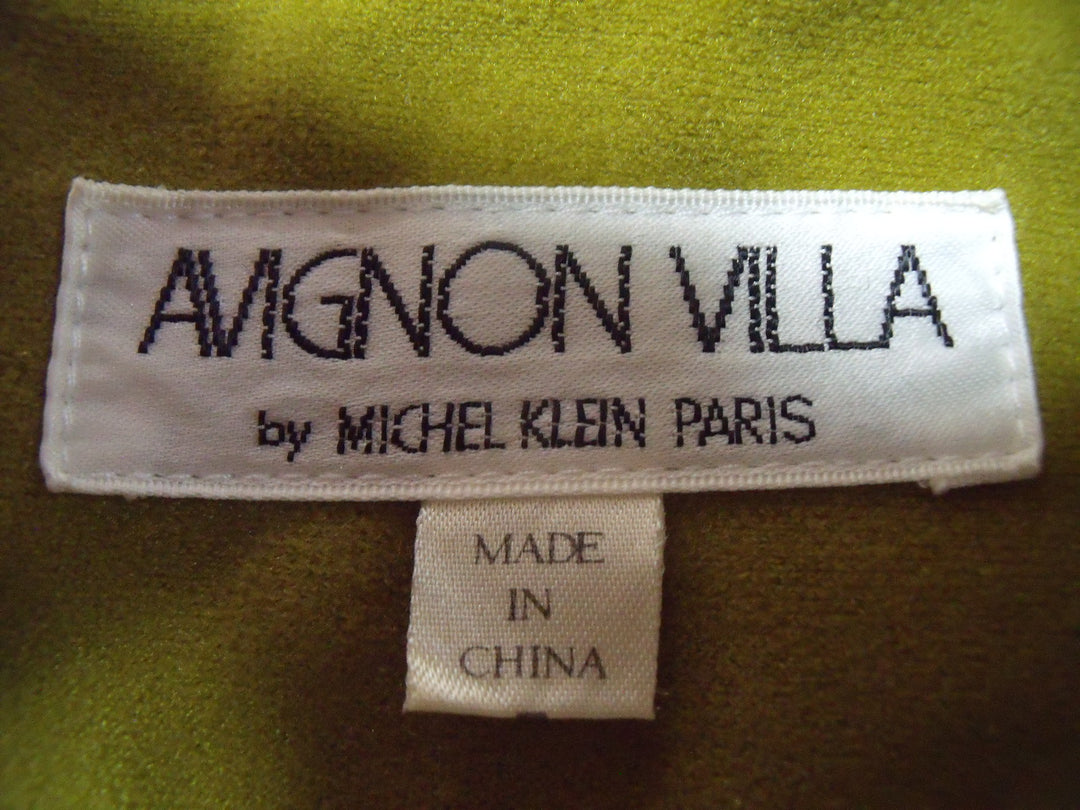 AVIGNON VILLA
by MICHEL KLEIN PARIS
MADE
IN
CHINA